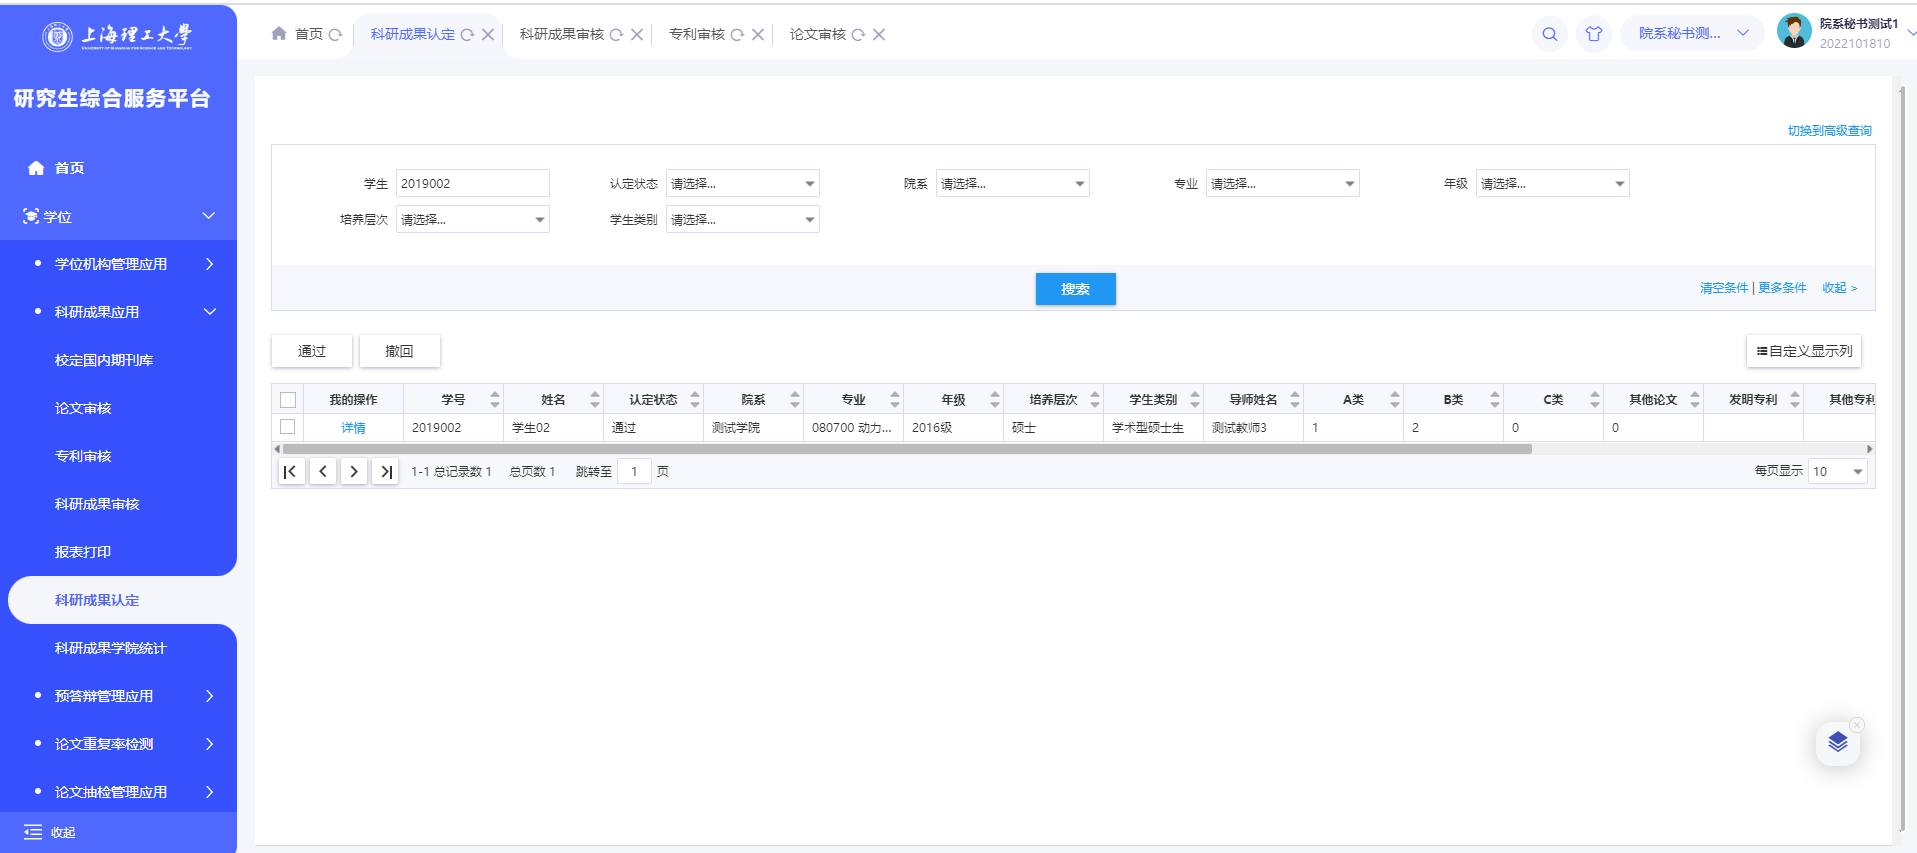 上海理工大学
UNIVERSITY OF SHANGHAI FOR SCIENCE AND TECHNOLOGY
研究生综合服务平台
首页
学位
学位机构管理应用
科研成果应用
校定国内期刊库
论文审核
专利审核
科研成果审核
报表打印
科研成果认定
科研成果学院统计
预答辩管理应用
论文重复率检测
论文抽检管理应用
收起
首页 科研成果认定 科研成果审核 专利审核 论文审核
院系秘书测... 院系秘书测试1
2022101810
切换到高级查询
学生 2019002 认定状态 请选择... 院系 请选择... 专业 请选择... 年级 请选择...
培养层次 请选择... 学生类别 请选择...
搜索
清空条件 | 更多条件 收起 >
通过 撤回 自定义显示列
我的操作 学号 姓名 认定状态 院系 专业 年级 培养层次 学生类别 导师姓名 A类 B类 C类 其他论文 发明专利 其他专利
详情 2019002 学生02 通过 测试学院 080700 动力... 2016级 硕士 学术型硕士生 测试教师3 1 2 0 0
1-1 总记录数 1 总页数 1 跳转至 1 页 每页显示 10